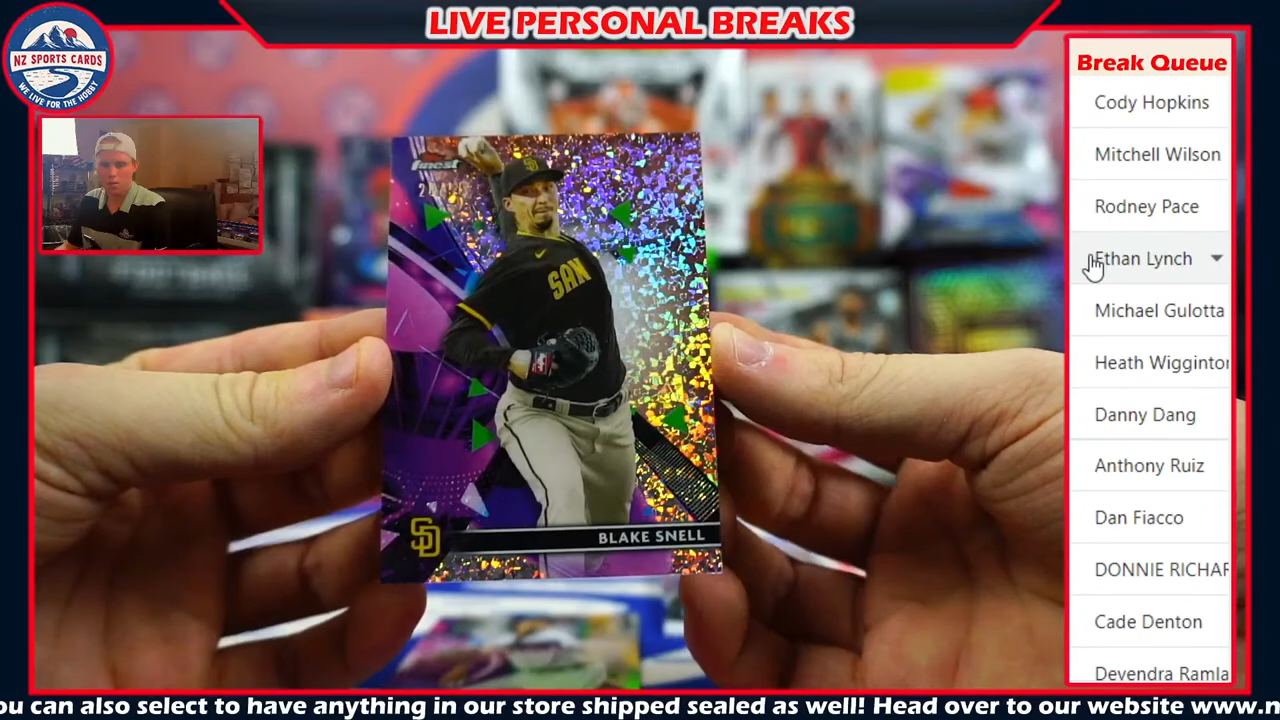 LIVE PERSONAL BREAKS
NZ SPORTS CARDS
WE LIVE FOR THE HOBBY
Break Queue
Cody Hopkins
Mitchell Wilson
Rodney Pace
Ethan Lynch
Michael Gulotta
Heath Wigginto
Danny Dang
Anthony Ruiz
Dan Fiacco
DONNIE RICHAR
Cade Denton
Devendra Ramla
finest
SAN
SD
BLAKE SNELL
ou can also select to have anything in our store shipped sealed as well! Head over to our website www.n